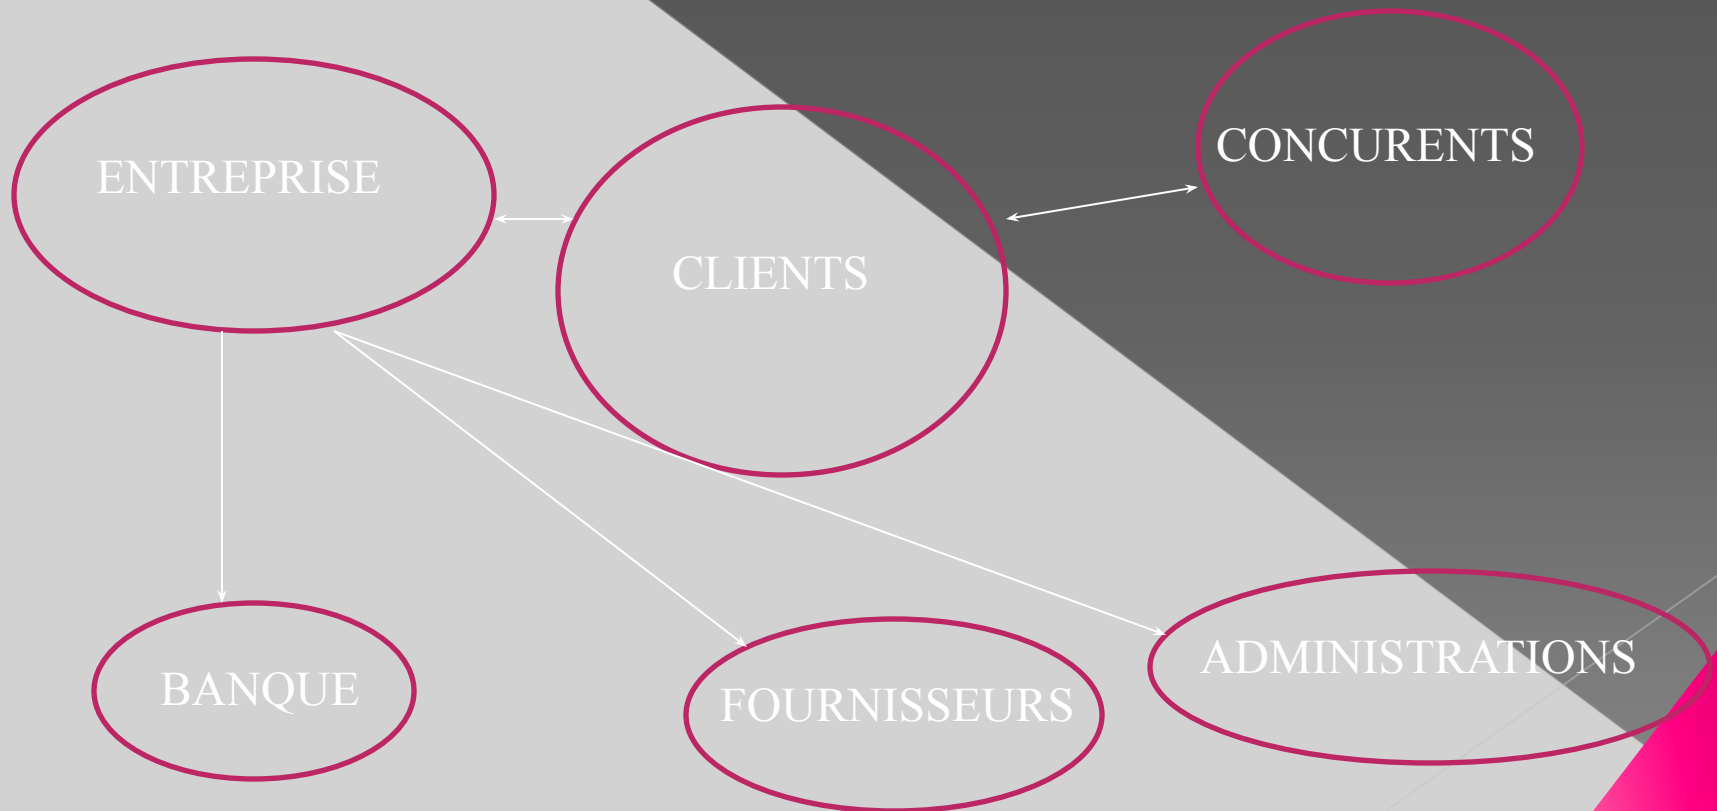 ENTREPRISE
CLIENTS
CONCURENTS
BANQUE
FOURNISSEURS
ADMINISTRATIONS